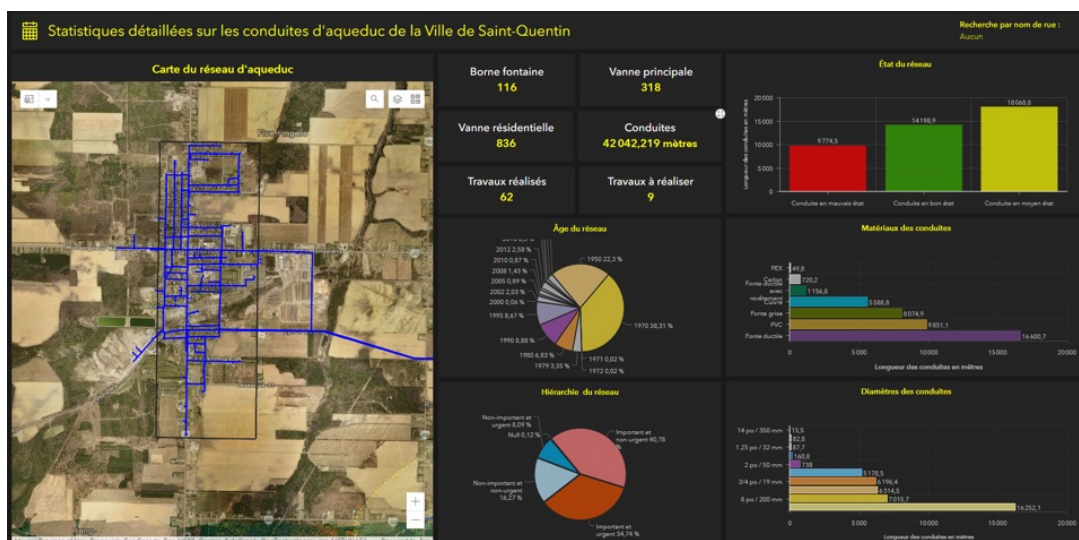 Statistiques détaillées sur les conduites d'aqueduc de la Ville de Saint-Quentin
Recherche par nom de rue :
Aucun
Carte du réseau d'aqueduc
Five-Fingers
Borne fontaine
116
Vanne principale
318
Vanne résidentielle
836
Conduites
42 042,219 mètres
Travaux réalisés
62
Travaux à réaliser
9
État du réseau
Longueur des conduites en mètres
20 000
15 000
10 000
5 000
0
9 774,5
14 198,9
18 068,8
Conduite en mauvais état
Conduite en bon état
Conduite en moyen état
Âge du réseau
2012 2,58 %
2010 0,87 %
2008 1,43 %
2005 0,89 %
2002 2,03 %
2000 0,06 %
1995 8,67 %
1990 8,88 %
1980 6,83 %
1979 3,35 %
1972 0,02 %
1971 0,02 %
1970 38,31 %
1950 22,3 %
Matériaux des conduites
PEX
49,8
Carlon
720,2
Fonte ductile
avec
revêtement
1 156,8
Cuivre
5 588,8
Fonte grise
8 074,9
PVC
9 851,1
Fonte ductile
16 600,7
0
5000
10000
15000
20000
Longueur des conduites en mètres
Hiérarchie du réseau
Non-important et
urgent 8,09 %
Null 0,12 %
Non-important et
non-urgent
16,27 %
Important et
non-urgent 40,78
%
Important et
urgent 34,74 %
Diamètres des conduites
14 po / 350 mm
15,5
82,8
1.25 po / 32 mm
87,7
160,8
2 po / 50 mm
738
5 178,5
3/4 po / 19 mm
6 196,4
6 314,5
8 po / 200 mm
7 015,7
16 252,1
0
5000
10000
15000
20000
Longueur des conduites en mètres